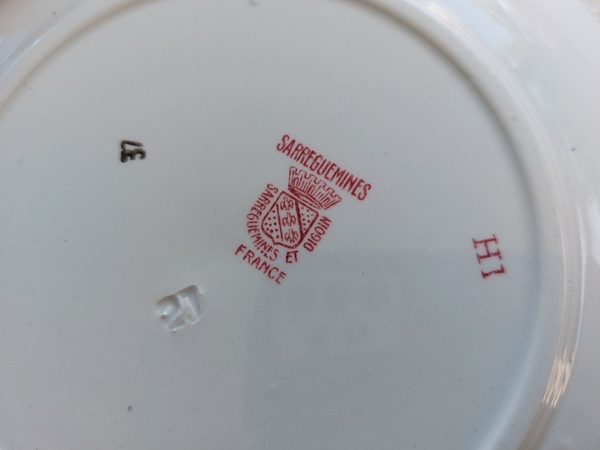 SARREGUEMINES
SARREGUEMINES ET DIGOIN
FRANCE
H1